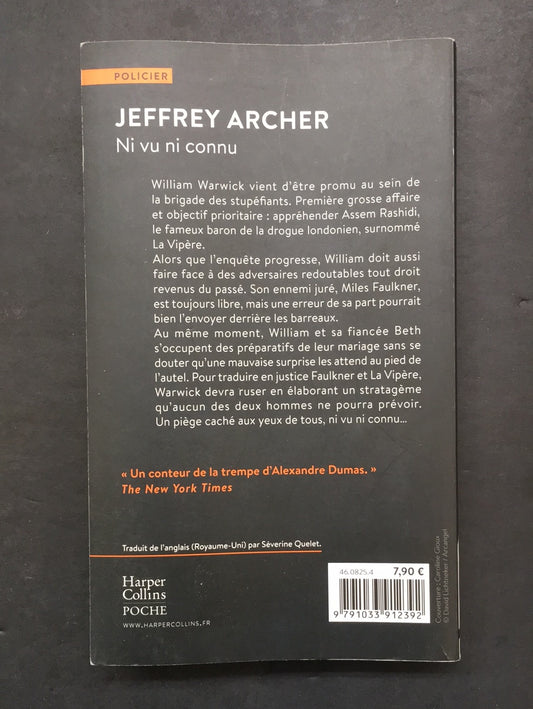 POLICIER
JEFFREY ARCHER
Ni vu ni connu
William Warwick vient d'être promu au sein de
la brigade des stupéfiants. Première grosse affaire
et objectif prioritaire : appréhender Assem Rashidi,
le fameux baron de la drogue londonien, surnommé
La Vipère.
Alors que l'enquête progresse, William doit aussi
faire face à des adversaires redoutables tout droit
revenus du passé. Son ennemi juré, Miles Faulkner,
est toujours libre, mais une erreur de sa part pourrait
bien l'envoyer derrière les barreaux.
Au même moment, William et sa fiancée Beth
s'occupent des préparatifs de leur mariage sans se
douter qu'une mauvaise surprise les attend au pied de
l'autel. Pour traduire en justice Faulkner et La Vipère,
Warwick devra ruser en élaborant un stratagème
qu'aucun des deux hommes ne pourra prévoir.
Un piège caché aux yeux de tous, ni vu ni connu...
« Un conteur de la trempe d'Alexandre Dumas. »
The New York Times
Traduit de l'anglais (Royaume-Uni) par Séverine Quelet.
Harper
Collins
POCHE
WWW.HARPERCOLLINS.FR
46.0825.4
7,90 €
9 791033 912392
Couverture : Caroline Gioux
© David Lichtneker / Arcangel